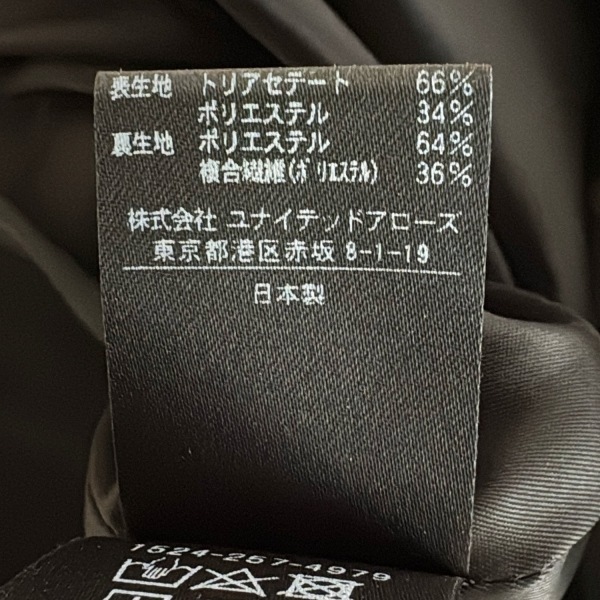 表生地 トリアセテート 66%
ポリエステル 34%
裏生地 ポリエステル 64%
複合繊維(ポリエステル) 36%
株式会社 ユナイテッドアローズ
東京都港区赤坂 8-1-19
日本製
1524-257-4979